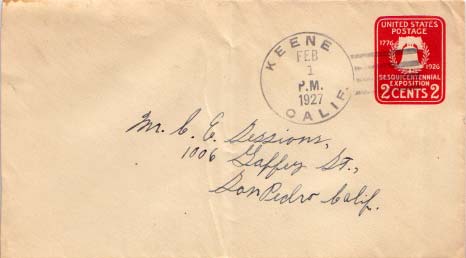 UNITED STATES
POSTAGE
1776
1926
SESQUICENTENNIAL
EXPOSITION
2 CENTS 2
KEENE
FEB
1
P.M.
1927
CALIF.
Mr. C. E. Sessions,
1006 Gaffey St.,
San Pedro Calif.